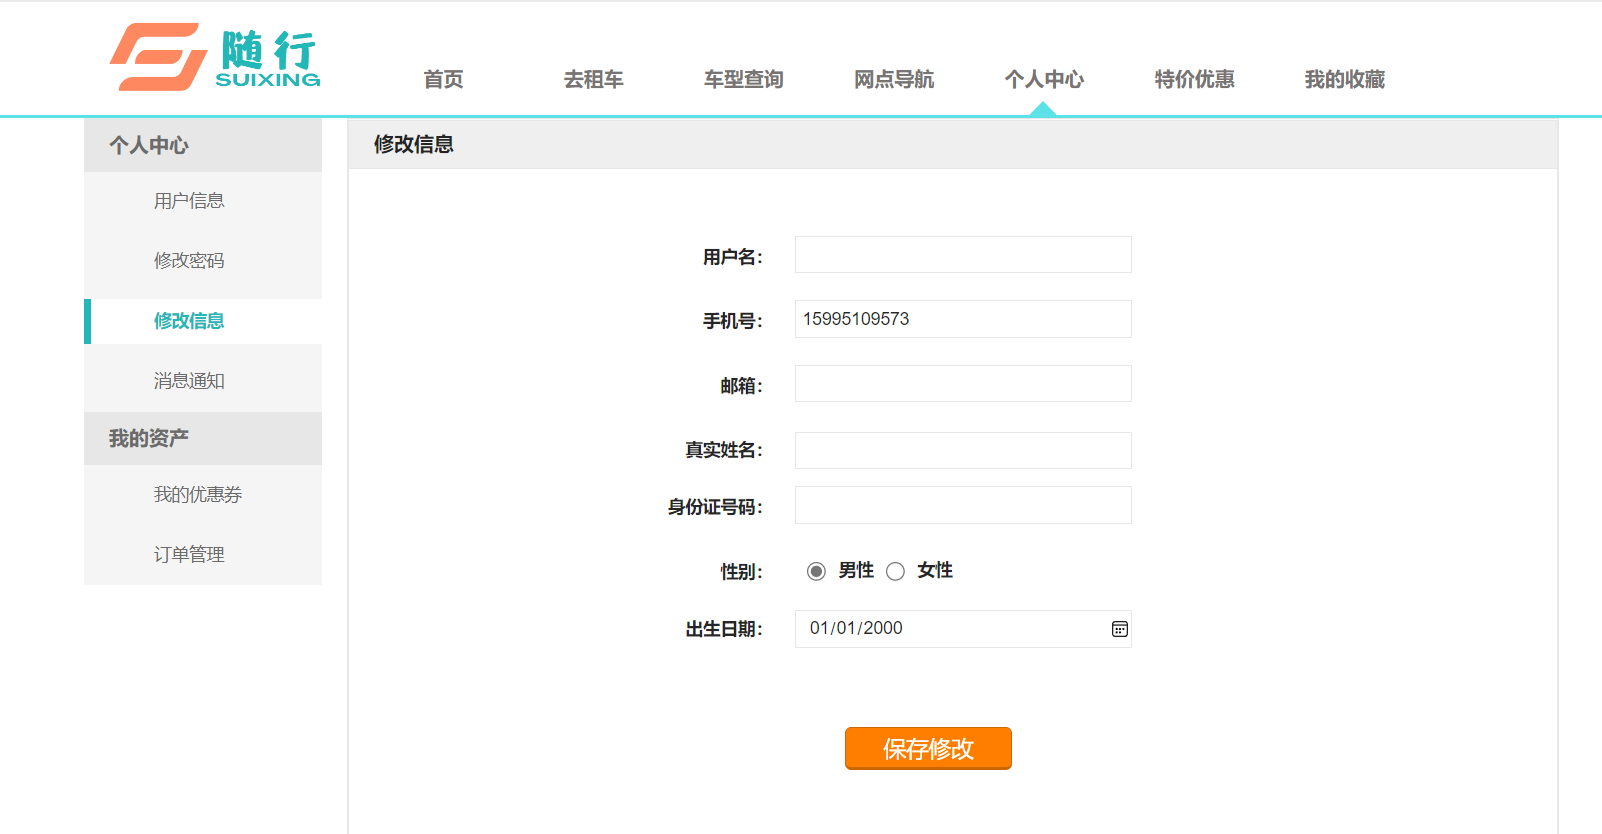 随行
SUIXING
首页 去租车 车型查询 网点导航 个人中心 特价优惠 我的收藏
个人中心
用户信息
修改密码
修改信息
消息通知
我的资产
我的优惠券
订单管理
修改信息
用户名：
手机号： 15995109573
邮箱：
真实姓名：
身份证号码：
性别： 男性 女性
出生日期： 01/01/2000
保存修改